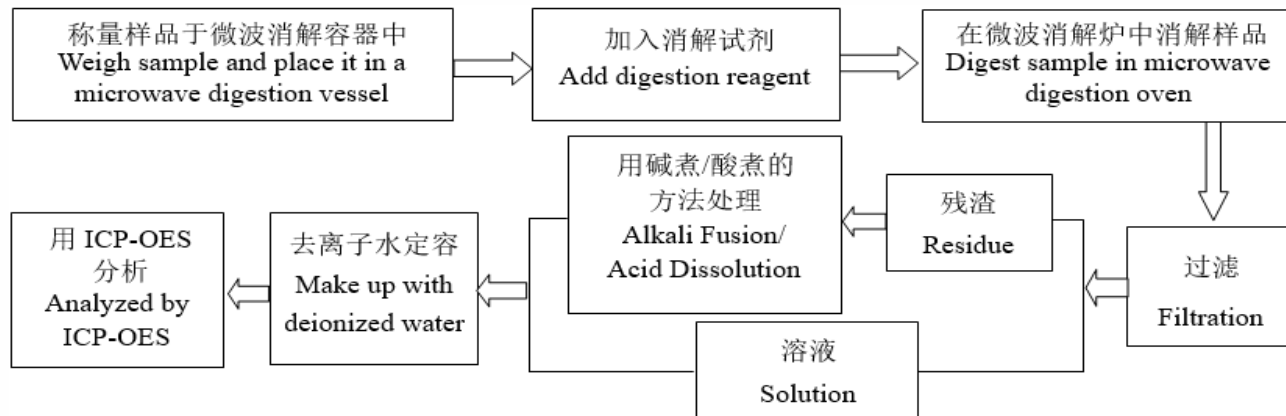 称量样品于微波消解容器中
Weigh sample and place it in a
microwave digestion vessel
加入消解试剂
Add digestion reagent
在微波消解炉中消解样品
Digest sample in microwave
digestion oven
过滤
Filtration
残渣
Residue
用碱煮/酸煮的
方法处理
Alkali Fusion/
Acid Dissolution
溶液
Solution
去离子水定容
Make up with
deionized water
用 ICP-OES
分析
Analyzed by
ICP-OES